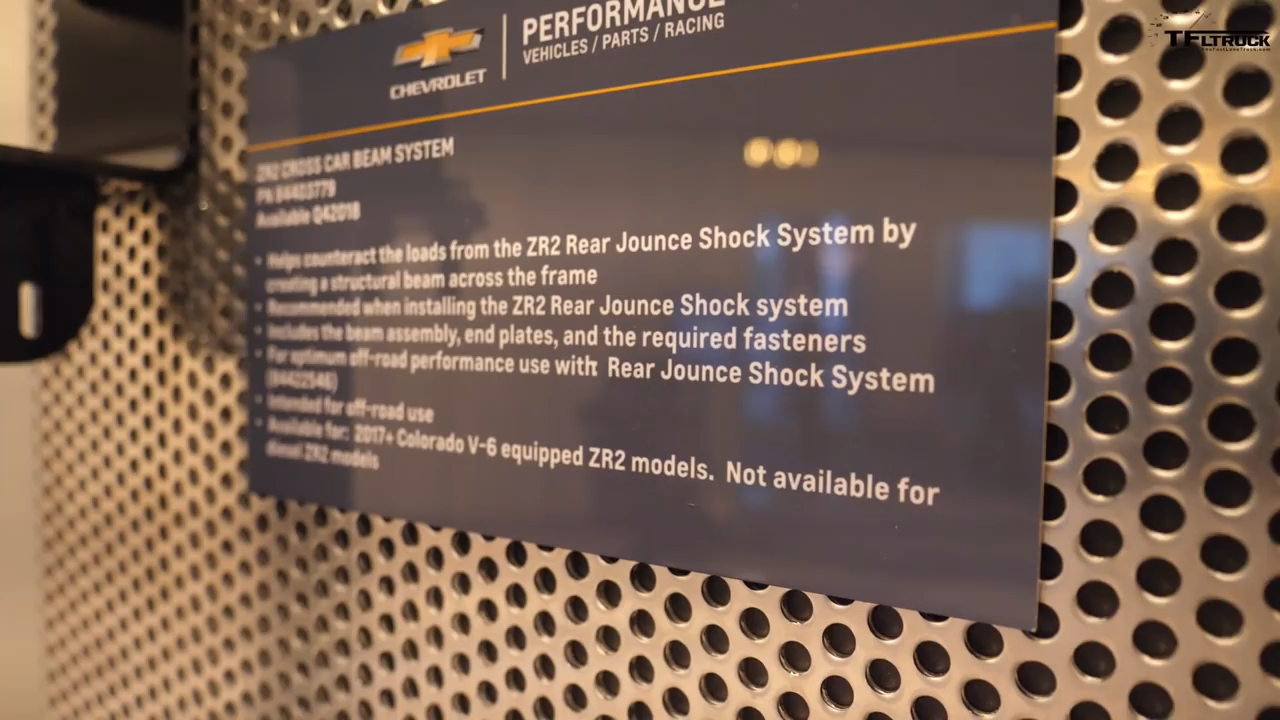 TFLTRUCK
CHEVROLET
PERFORMANCE
VEHICLES / PARTS / RACING
ZR2 CROSS CAR BEAM SYSTEM
Available Q42018
• Helps counteract the loads from the ZR2 Rear Jounce Shock System by
creating a structural beam across the frame
• Recommended when installing the ZR2 Rear Jounce Shock system
• Includes the beam assembly, end plates, and the required fasteners
• For optimum off-road performance use with Rear Jounce Shock System
(84422546)
• Intended for off-road use
• Available for: 2017+ Colorado V-6 equipped ZR2 models. Not available for
diesel ZR2 models